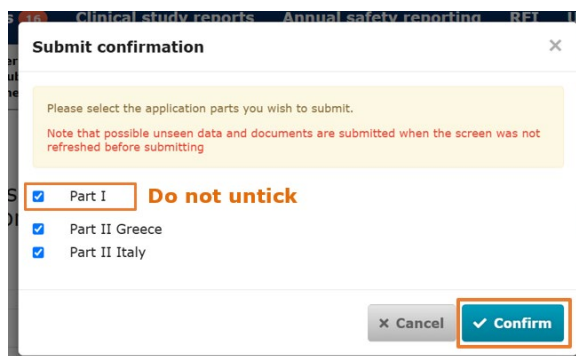 16 Clinical study reports Annual safety reporting RFI
Submit confirmation ×
Please select the application parts you wish to submit.
Note that possible unseen data and documents are submitted when the screen was not
refreshed before submitting
Part I Do not untick
Part II Greece
Part II Italy
× Cancel ✓ Confirm